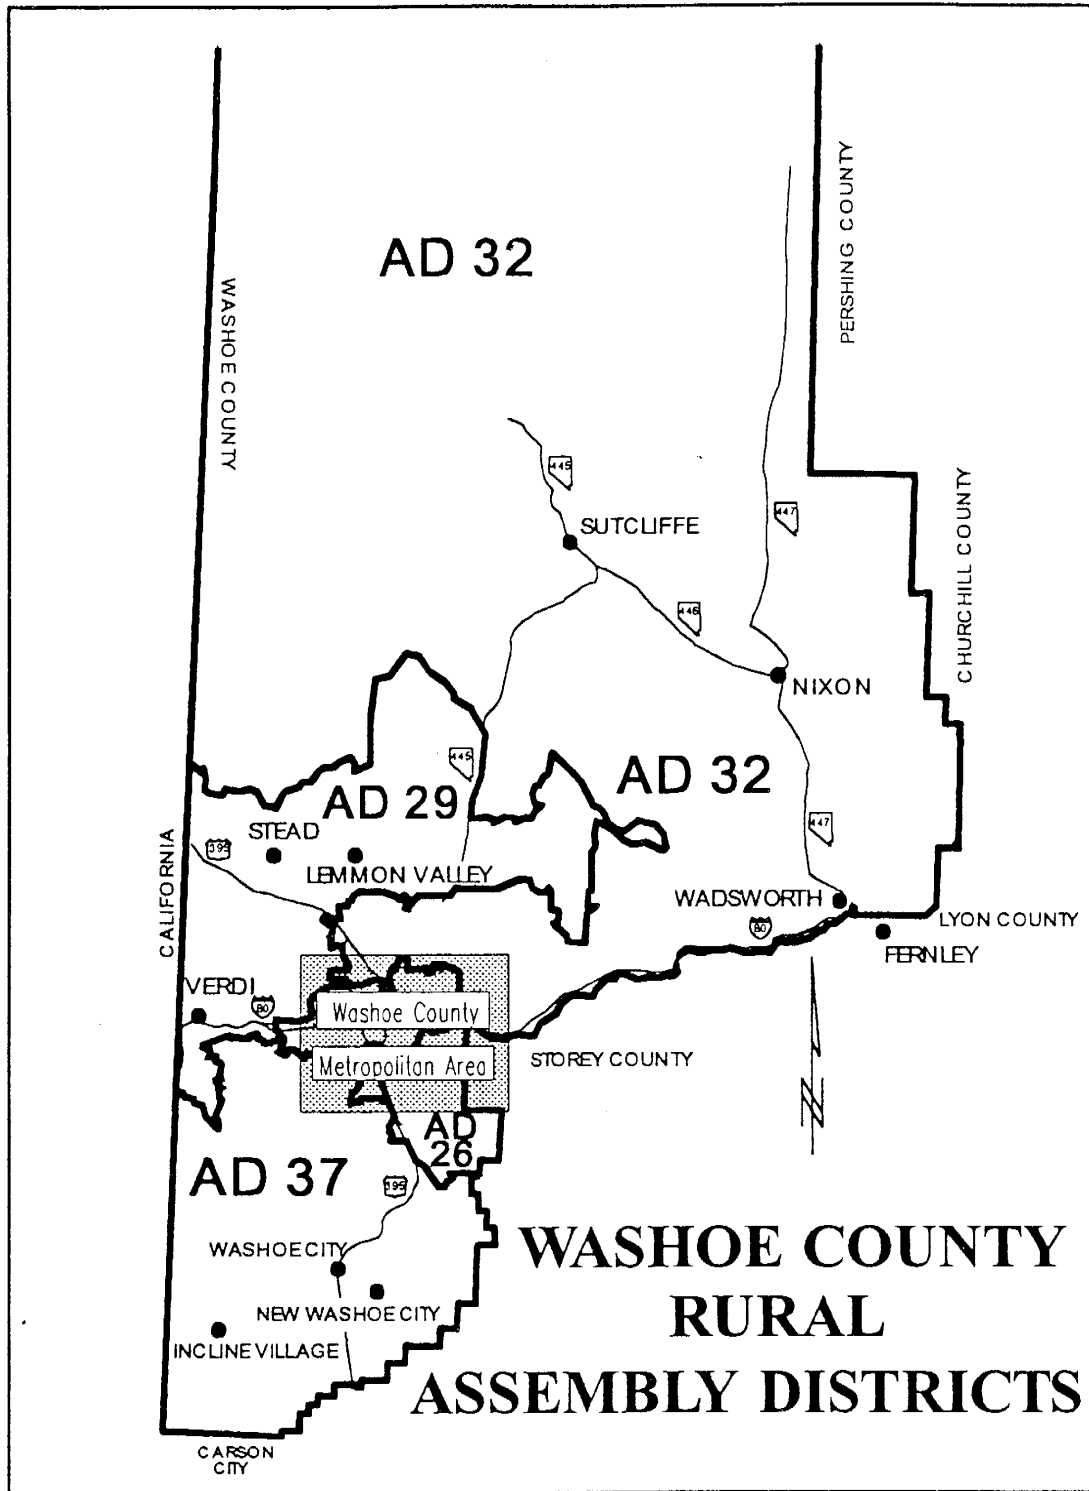 AD 32
WASHOE COUNTY
PERSHING COUNTY
445
SUTCLIFFE
447
CHURCHILL COUNTY
446
NIXON
445
AD 32
AD 29
STEAD
395
LEMMON VALLEY
447
CALIFORNIA
WADSWORTH
80
LYON COUNTY
FERNLEY
VERDI
80
Washoe County
Metropolitan Area
STOREY COUNTY
N
AD
26
AD 37
395
WASHOE CITY
NEW WASHOE CITY
INCLINE VILLAGE
WASHOE COUNTY
RURAL
ASSEMBLY DISTRICTS
CARSON
CITY